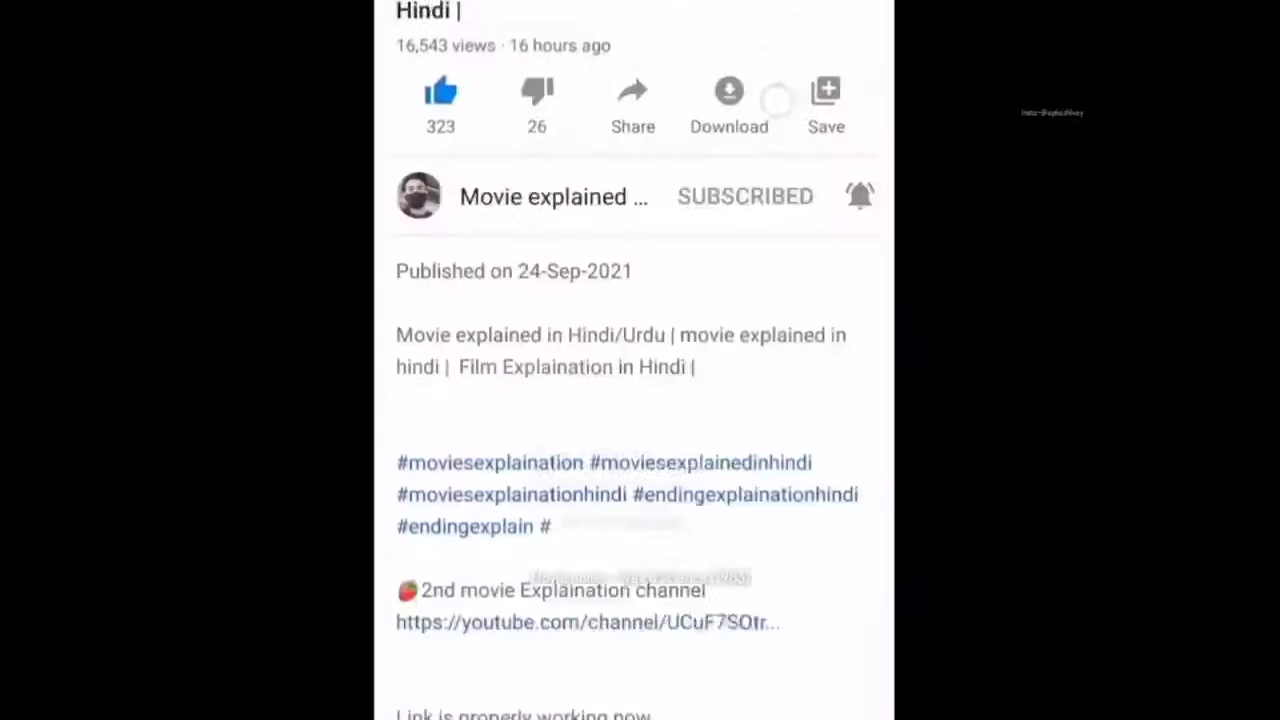 Hindi |
16,543 views · 16 hours ago
323
26
Share
Download
Save
Movie explained ...
SUBSCRIBED
Published on 24-Sep-2021
Movie explained in Hindi/Urdu | movie explained in
hindi | Film Explaination in Hindi |
#moviesexplaination #moviesexplainedinhindi
#moviesexplainationhindi #endingexplainationhindi
#endingexplain #
🍓2nd movie Explaination channel
https://youtube.com/channel/UCuF7SOtr...
Link is properly working now